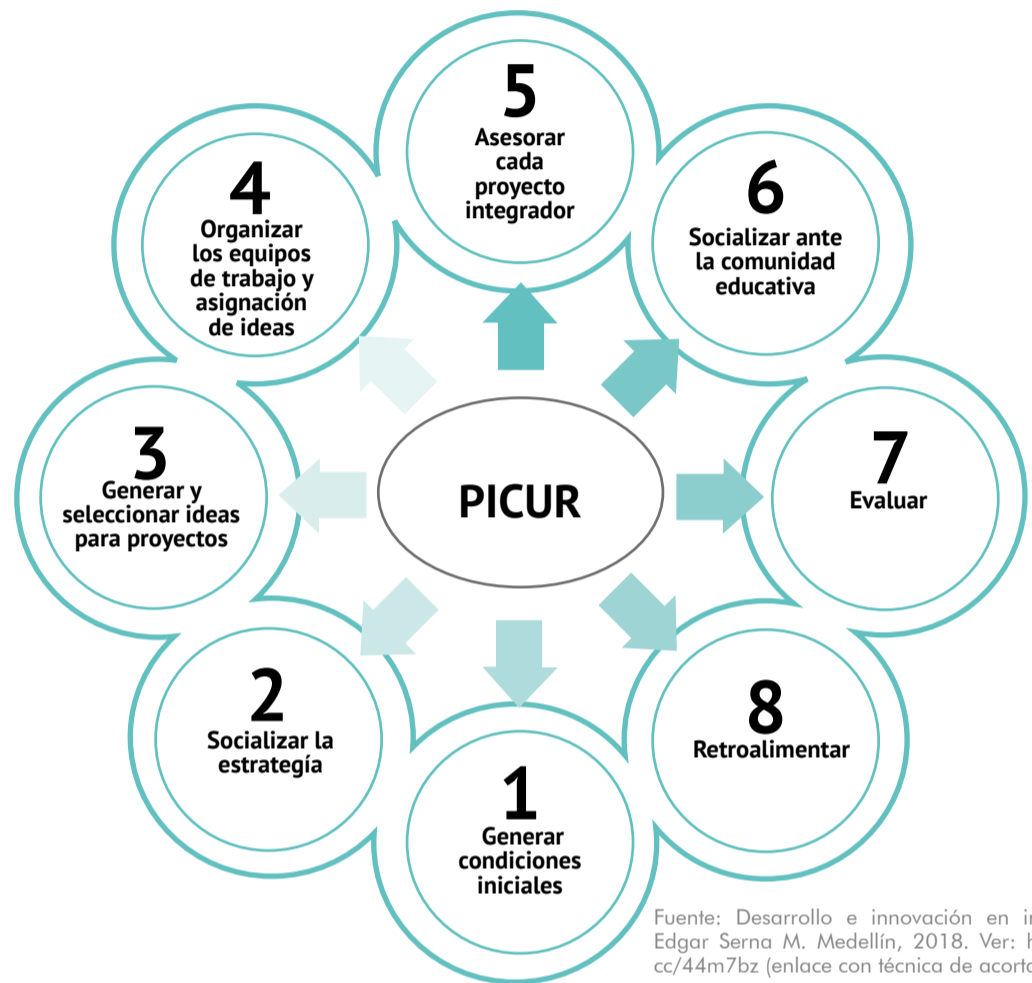 5
Asesorar
cada
proyecto
integrador
4
Organizar
los equipos
de trabajo y
asignación
de ideas
6
Socializar ante
la comunidad
educativa
3
Generar y
seleccionar ideas
para proyectos
PICUR
7
Evaluar
2
Socializar la
estrategía
8
Retroalimentar
1
Generar
condiciones
iniciales
Fuente: Desarrollo e innovación en
Edgar Serna M. Medellín, 2018. Ver:
cc/44m7bz (enlace con técnica de